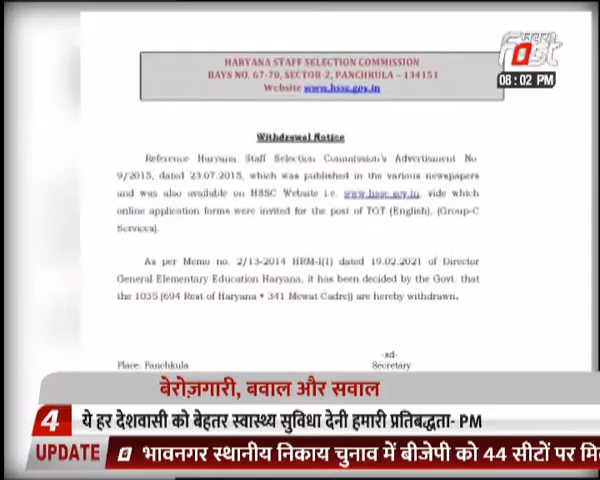 HARYANA STAFF SELECTION COMMISSION
BAYS NO. 67-70, SECTOR-2, PANCHKULA – 134151
Website www.hssc.gov.in
खबरें
fast
08:02 PM
Withdrawal Notice
Reference Haryana Staff Selection Commission's Advertisment No
9/2015, dated 23.07.2015, which was published in the various newspapers
and was also available on HSSC Website i.e. www.hssc.gov.in, vide which
online application forms were invited for the post of TGT (English), (Group-C
Services).
As per Memo no. 2/13-2014 HRM-I(1) dated 19.02.2021 of Director
General Elementary Education Haryana, it has been decided by the Govt. that
the 1035 [694 Rest of Haryana + 341 Mewat Cadre)] are hereby withdrawn.
-sd-
Place: Panchkula Secretary
बेरोज़गारी, बवाल और सवाल
4 ये हर देशवासी को बेहतर स्वास्थ्य सुविधा देनी हमारी प्रतिबद्धता- PM
UPDATE भावनगर स्थानीय निकाय चुनाव में बीजेपी को 44 सीटों पर मि